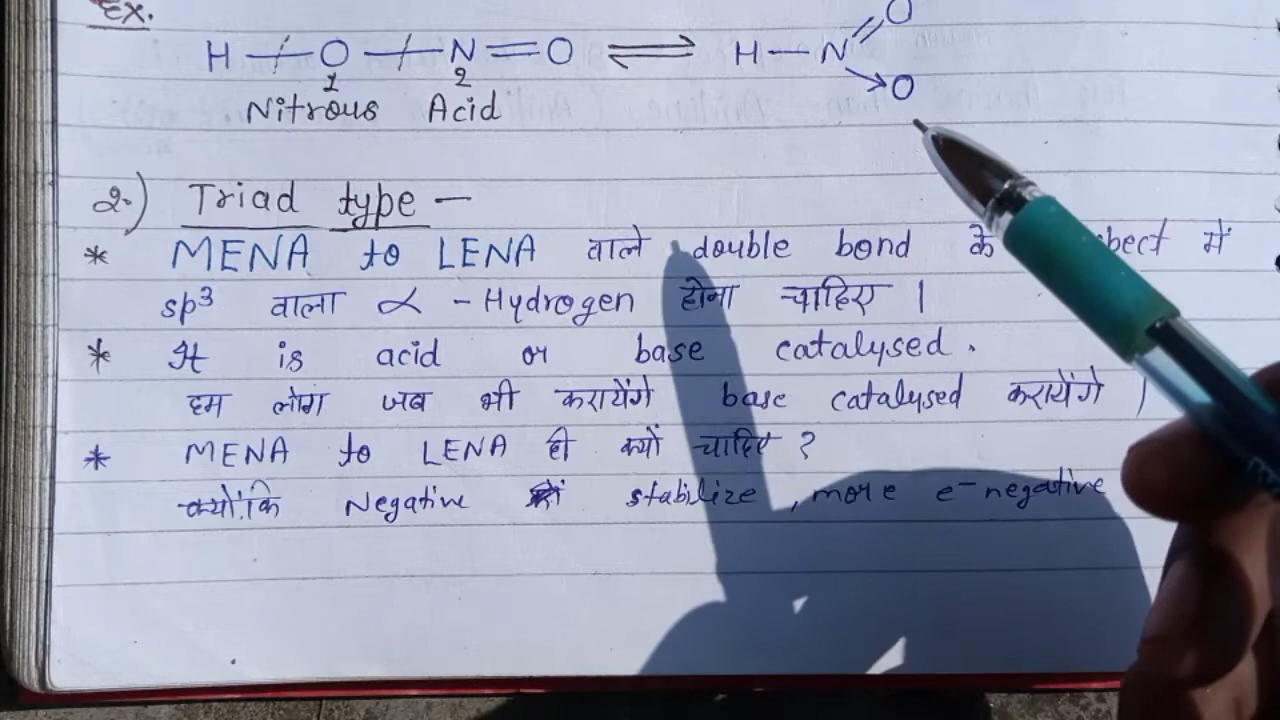 Ex.
H — O — N = O ⇌ H — N = O
1 2 → O
Nitrous Acid
2.) Triad type —
* MENA to LENA वाले double bond के में
sp³ वाला α - Hydrogen होना चाहिए ।
* It is acid or base catalysed .
हम लोग जब भी करायेंगे base catalysed करायेंगे ।
* MENA to LENA ही क्यों चाहिए ?
क्योंकि Negative stabilize , more e⁻negative